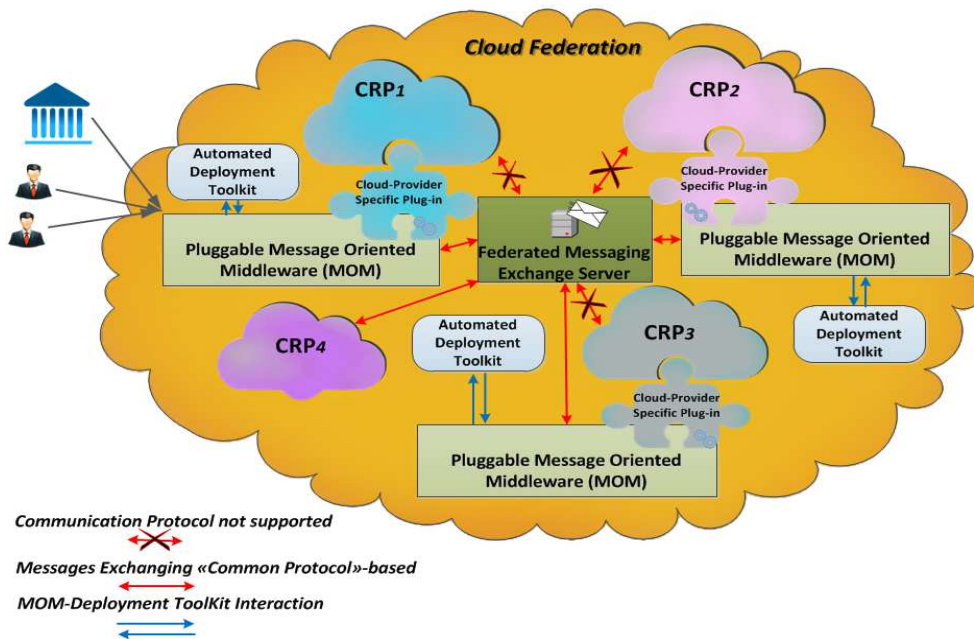 Cloud Federation
CRP1
CRP2
Automated
Deployment
Toolkit
Cloud-Provider
Specific Plug-in
Cloud-Provider
Specific Plug-in
Pluggable Message Oriented
Middleware (MOM)
Federated Messaging
Exchange Server
Pluggable Message Oriented
Middleware (MOM)
CRP4
Automated
Deployment
Toolkit
CRP3
Automated
Deployment
Toolkit
Cloud-Provider
Specific Plug-in
Pluggable Message Oriented
Middleware (MOM)
Communication Protocol not supported
Messages Exchanging «Common Protocol»-based
MOM-Deployment ToolKit Interaction